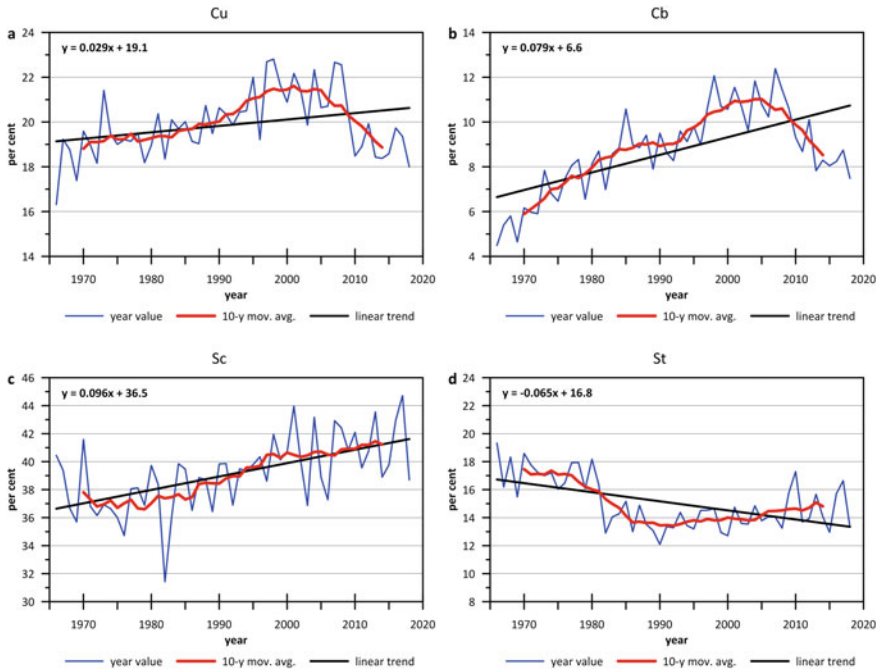 Cu
a
y = 0.029x + 19.1
24
22
20
18
16
14
per cent
1970 1980 1990 2000 2010 2020
year
year value 10-y mov. avg. linear trend
Cb
b
y = 0.079x + 6.6
14
12
10
8
6
4
per cent
1970 1980 1990 2000 2010 2020
year
year value 10-y mov. avg. linear trend
Sc
c
y = 0.096x + 36.5
46
44
42
40
38
36
34
32
30
per cent
1970 1980 1990 2000 2010 2020
year
year value 10-y mov. avg. linear trend
St
d
y = -0.065x + 16.8
24
22
20
18
16
14
12
10
8
per cent
1970 1980 1990 2000 2010 2020
year
year value 10-y mov. avg. linear trend